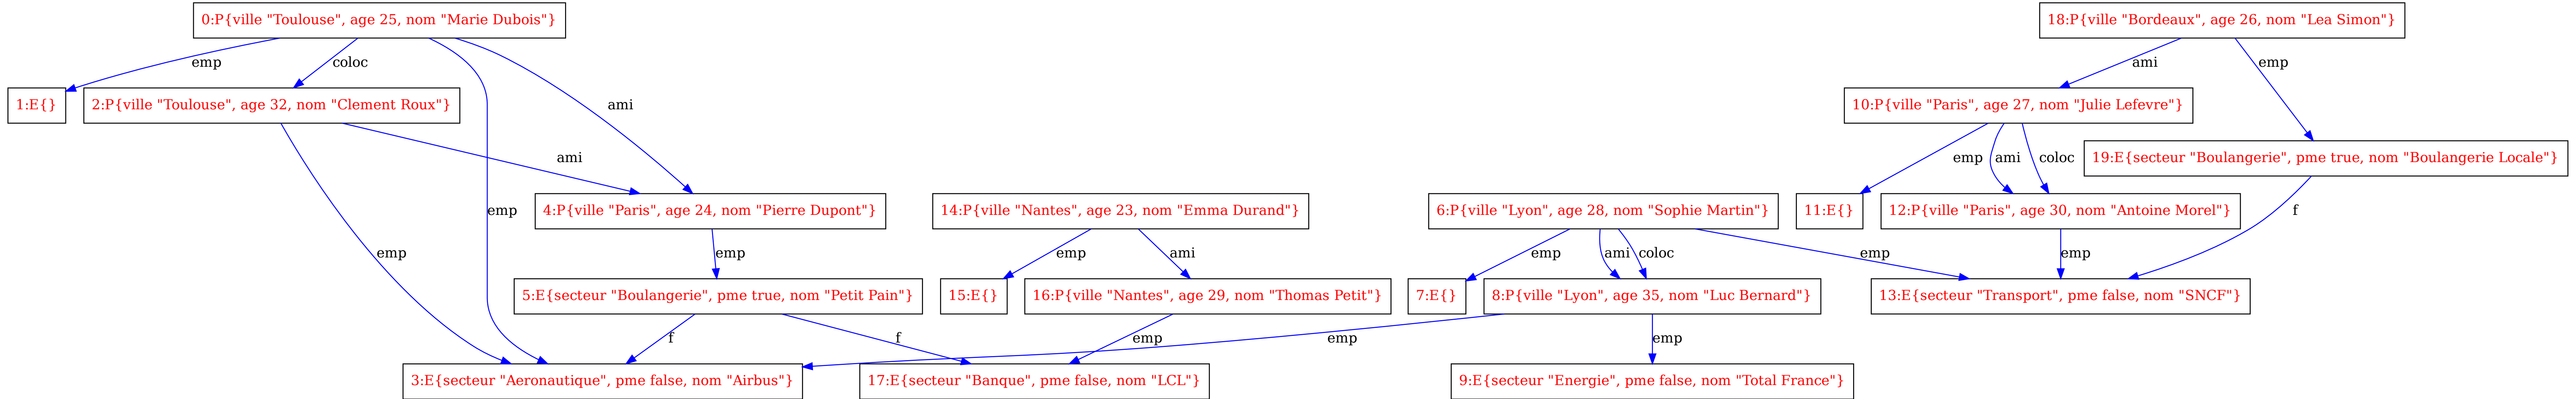 0:P{ville "Toulouse", age 25, nom "Marie Dubois"}
18:P{ville "Bordeaux", age 26, nom "Lea Simon"}
emp
coloc
ami
emp
1:E{}
2:P{ville "Toulouse", age 32, nom "Clement Roux"}
ami
10:P{ville "Paris", age 27, nom "Julie Lefevre"}
ami
emp
ami
coloc
19:E{secteur "Boulangerie", pme true, nom "Boulangerie Locale"}
emp
4:P{ville "Paris", age 24, nom "Pierre Dupont"}
14:P{ville "Nantes", age 23, nom "Emma Durand"}
6:P{ville "Lyon", age 28, nom "Sophie Martin"}
11:E{}
12:P{ville "Paris", age 30, nom "Antoine Morel"}
f
emp
emp
emp
ami
emp
ami
coloc
emp
emp
5:E{secteur "Boulangerie", pme true, nom "Petit Pain"}
15:E{}
16:P{ville "Nantes", age 29, nom "Thomas Petit"}
7:E{}
8:P{ville "Lyon", age 35, nom "Luc Bernard"}
13:E{secteur "Transport", pme false, nom "SNCF"}
f
f
emp
emp
emp
3:E{secteur "Aeronautique", pme false, nom "Airbus"}
17:E{secteur "Banque", pme false, nom "LCL"}
9:E{secteur "Energie", pme false, nom "Total France"}